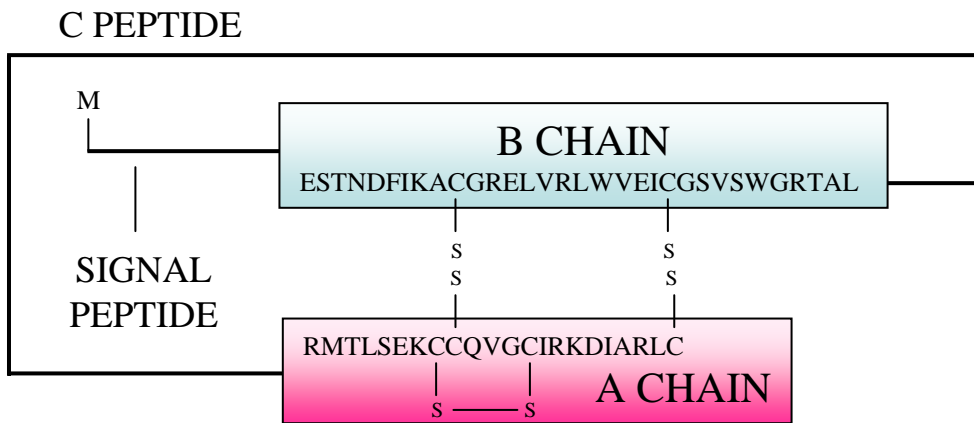 C PEPTIDE
M
B CHAIN
ESTNDFIKACGRELVRLWVEICGSVSWGRTAL
SIGNAL
PEPTIDE
S S
S S
RMTLSEKCCQVGCIRKDIARLC
A CHAIN
S S